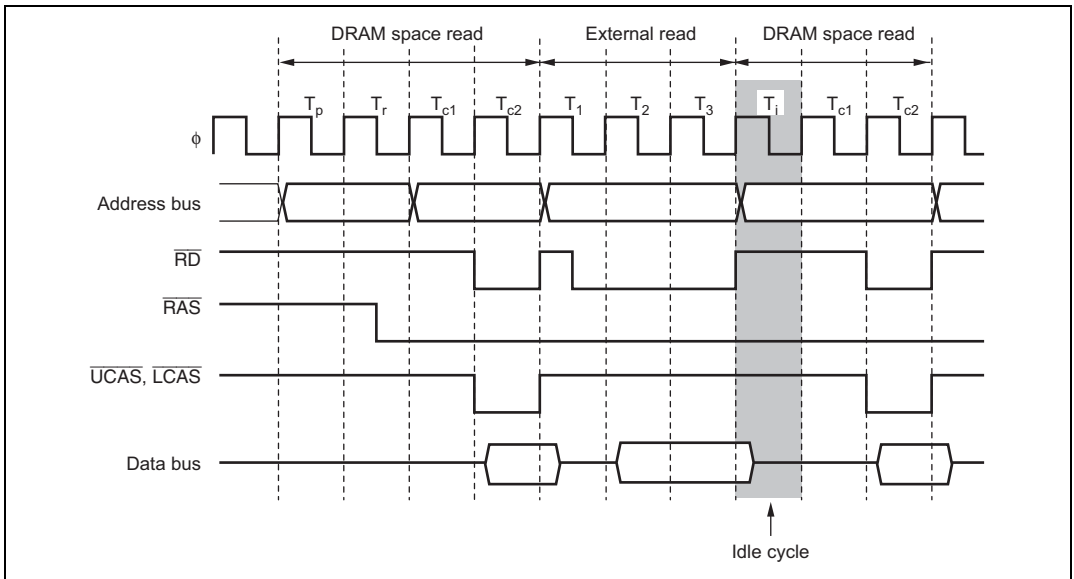 DRAM space read External read DRAM space read
Tp Tr Tc1 Tc2 T1 T2 T3 Ti Tc1 Tc2
ϕ
Address bus
RD
RAS
UCAS, LCAS
Data bus
Idle cycle